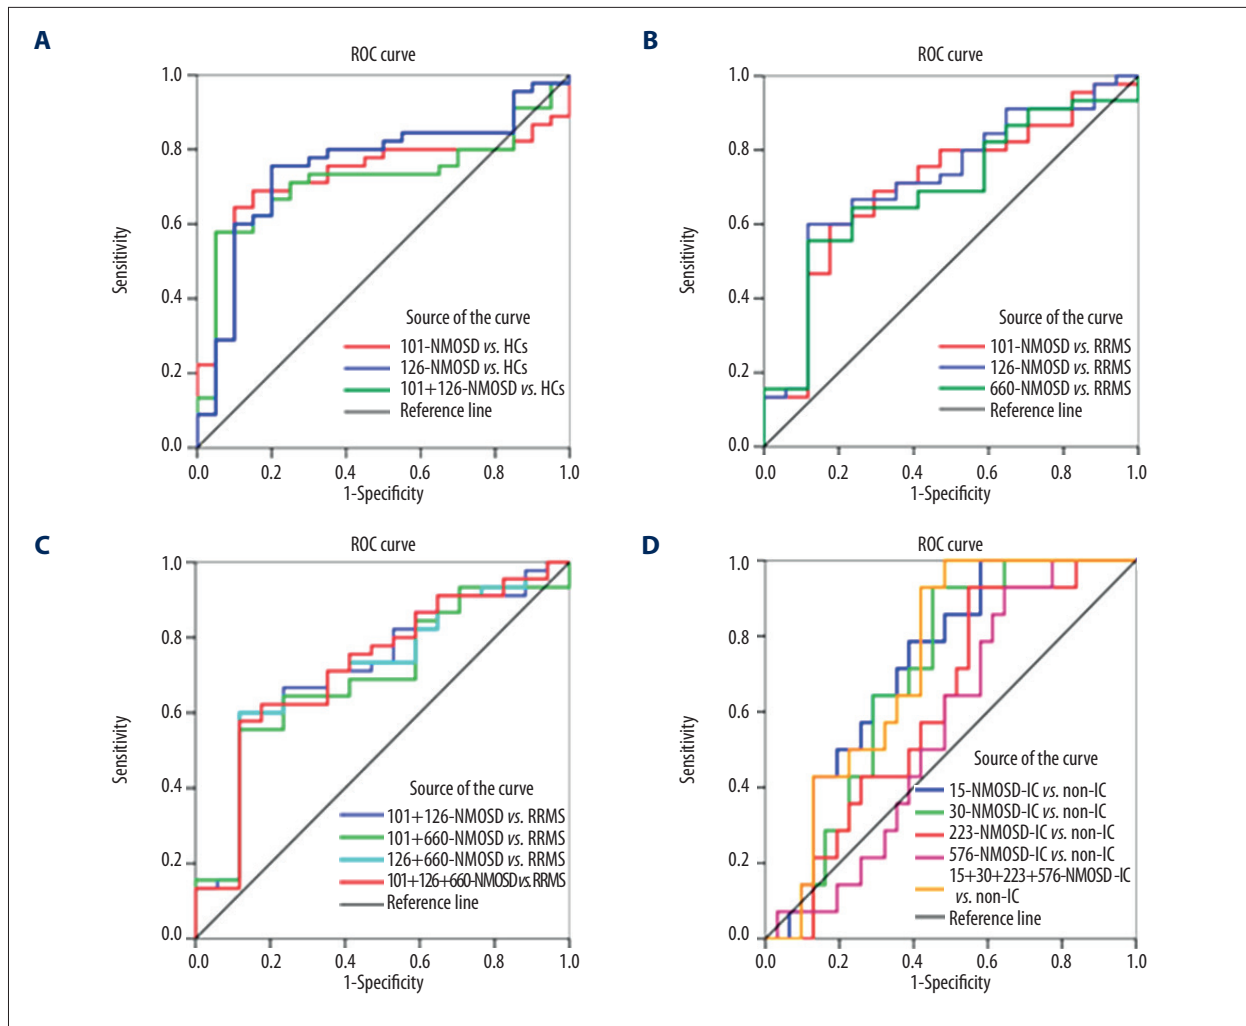 A
ROC curve
1.0
0.8
0.6
0.4
0.2
0.0
Sensitivity
Source of the curve
101-NMOSD vs. HCs
126-NMOSD vs. HCs
101+126-NMOSD vs. HCs
Reference line
0.0 0.2 0.4 0.6 0.8 1.0
1-Specificity
B
ROC curve
1.0
0.8
0.6
0.4
0.2
0.0
Sensitivity
Source of the curve
101-NMOSD vs. RRMS
126-NMOSD vs. RRMS
660-NMOSD vs. RRMS
Reference line
0.0 0.2 0.4 0.6 0.8 1.0
1-Specificity
C
ROC curve
1.0
0.8
0.6
0.4
0.2
0.0
Sensitivity
Source of the curve
101+126-NMOSD vs. RRMS
101+660-NMOSD vs. RRMS
126+660-NMOSD vs. RRMS
101+126+660-NMOSD vs. RRMS
Reference line
0.0 0.2 0.4 0.6 0.8 1.0
1-Specificity
D
ROC curve
1.0
0.8
0.6
0.4
0.2
0.0
Sensitivity
Source of the curve
15-NMOSD-IC vs. non-IC
30-NMOSD-IC vs. non-IC
223-NMOSD-IC vs. non-IC
576-NMOSD-IC vs. non-IC
15+30+223+576-NMOSD-IC
vs. non-IC
Reference line
0.0 0.2 0.4 0.6 0.8 1.0
1-Specificity